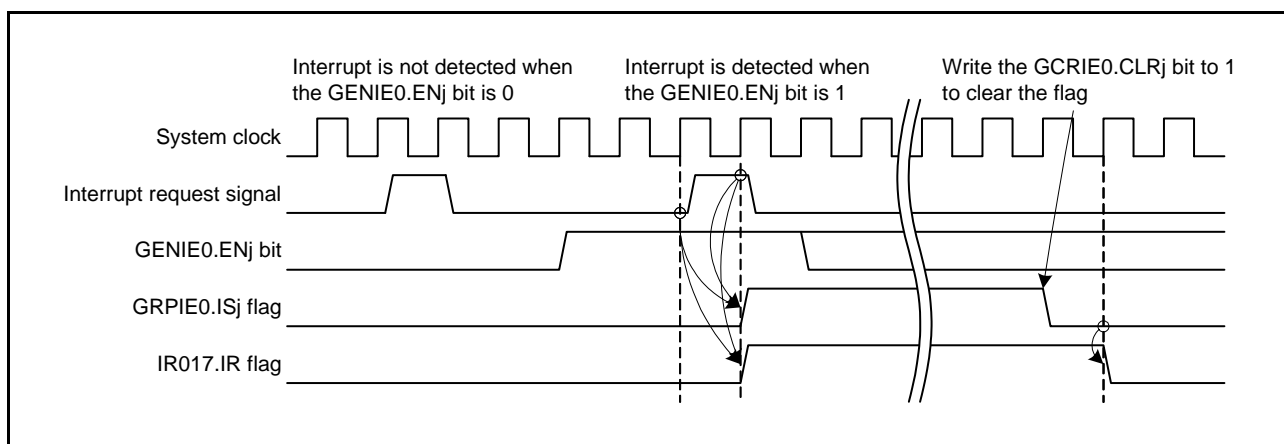 Interrupt is not detected when
the GENIE0.ENj bit is 0
Interrupt is detected when
the GENIE0.ENj bit is 1
Write the GCRIE0.CLRj bit to 1
to clear the flag
System clock
Interrupt request signal
GENIE0.ENj bit
GRPIE0.ISj flag
IR017.IR flag